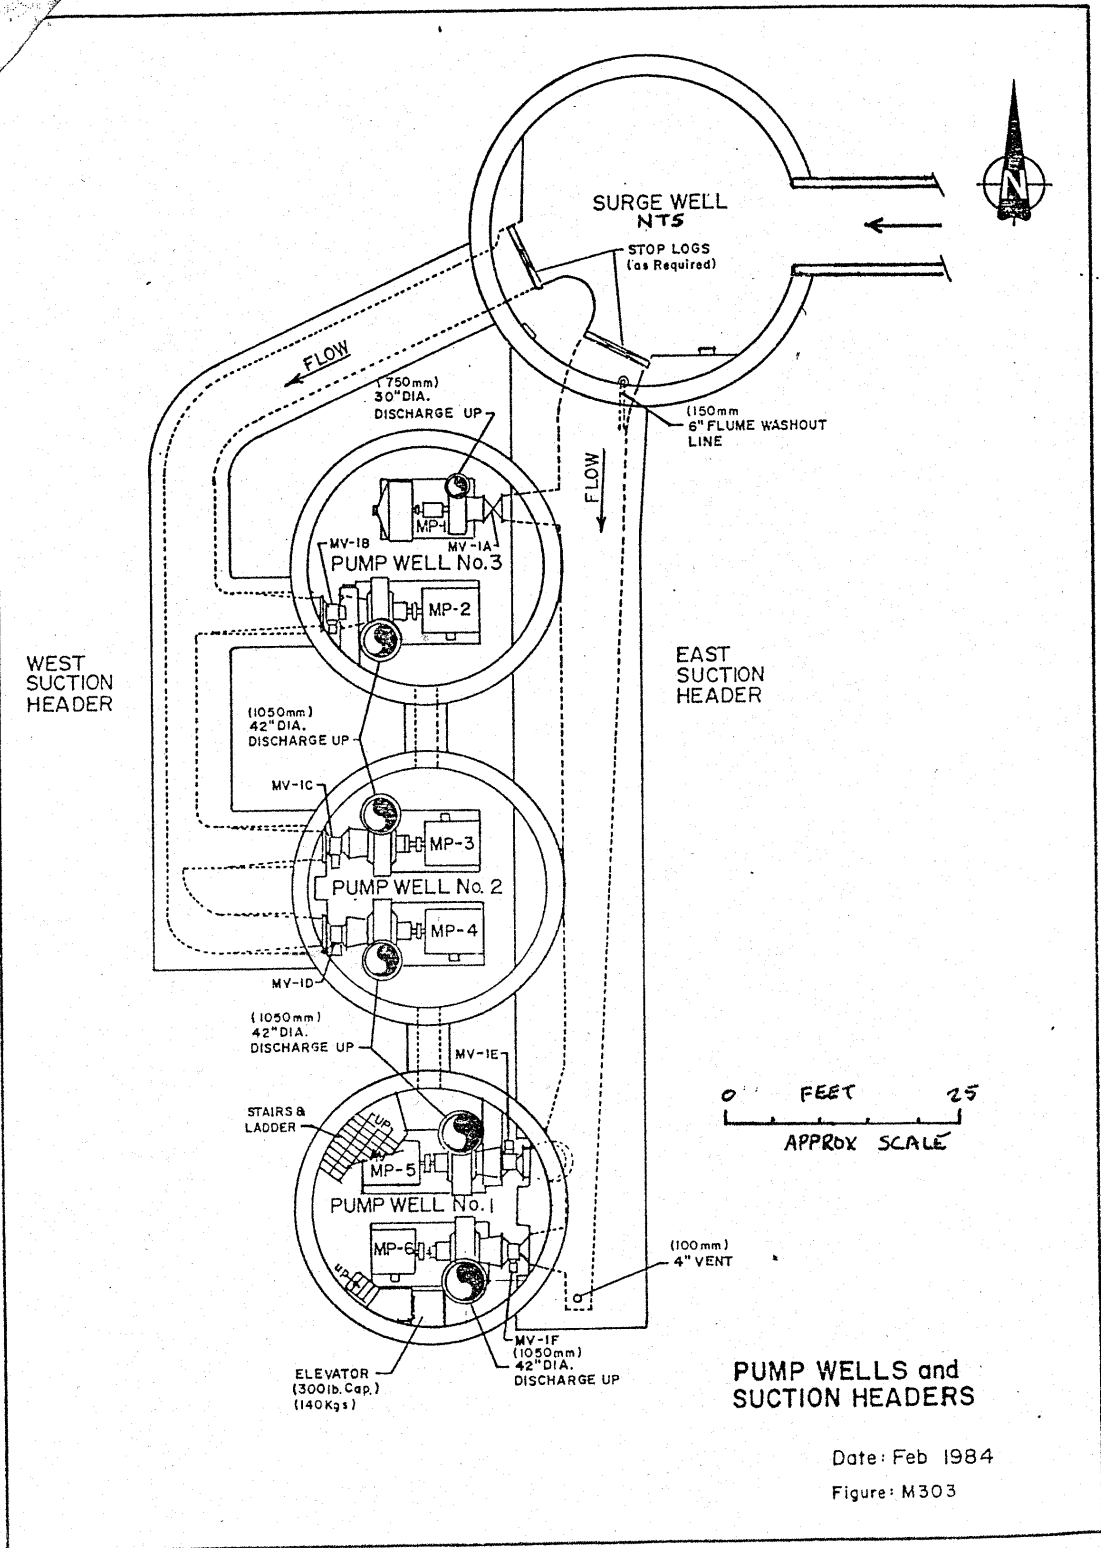 N
SURGE WELL
NTS
STOP LOGS
(as Required)
FLOW
(750mm)
30" DIA.
DISCHARGE UP
(150mm
6" FLUME WASHOUT
LINE
FLOW
MP-1
MV-1B
MV-1A
PUMP WELL No.3
MP-2
WEST
SUCTION
HEADER
EAST
SUCTION
HEADER
(1050mm)
42" DIA.
DISCHARGE UP
MV-1C
MP-3
PUMP WELL No. 2
MP-4
MV-1D
(1050mm)
42" DIA.
DISCHARGE UP
MV-1E
0 FEET 25
APPROX SCALE
STAIRS &
LADDER
UP
MP-5
PUMP WELL No.1
MP-6
UP
(100mm)
4" VENT
MV-1F
(1050mm)
42" DIA.
DISCHARGE UP
ELEVATOR
(300lb. Cap.)
(140Kgs)
PUMP WELLS and
SUCTION HEADERS
Date: Feb 1984
Figure: M303